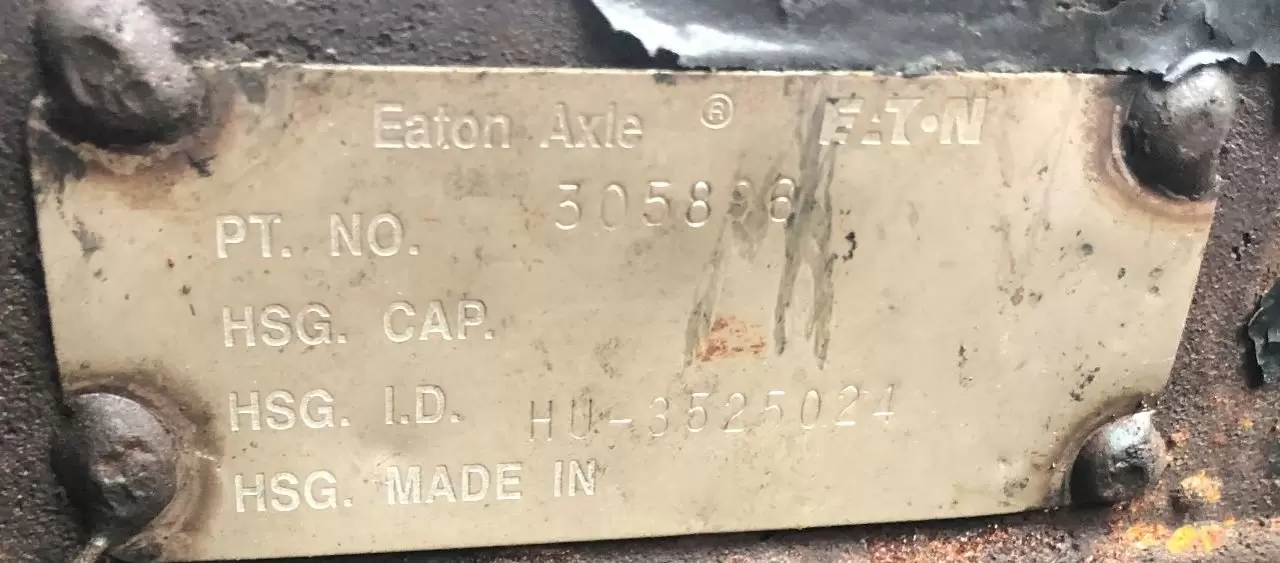 Eaton Axle ® EATON
PT. NO. 305896
HSG. CAP.
HSG. I.D. HU-3525024
HSG. MADE IN